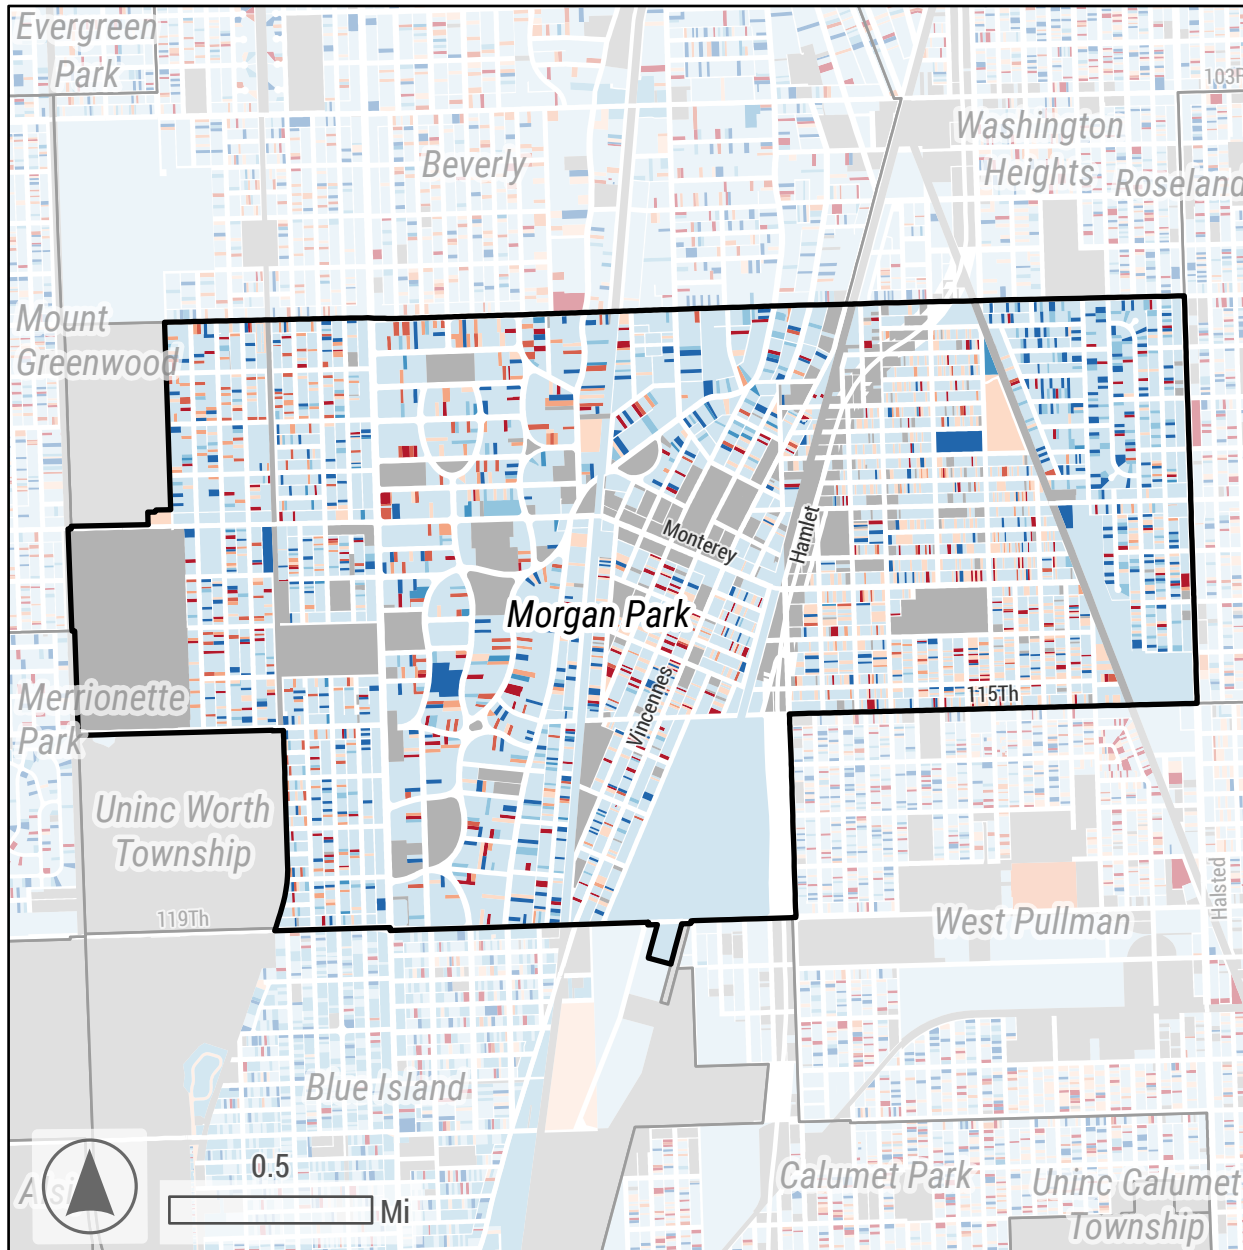 Evergreen
Park
103R
Washington
Heights
Roseland
Beverly
Mount
Greenwood
Monterey
Hamlet
Morgan Park
Merrionette
Park
Vincennes
115Th
Uninc Worth
Township
119Th
Halsted
West Pullman
Blue Island
0.5
Mi
Calumet Park
Uninc Calumet
Township